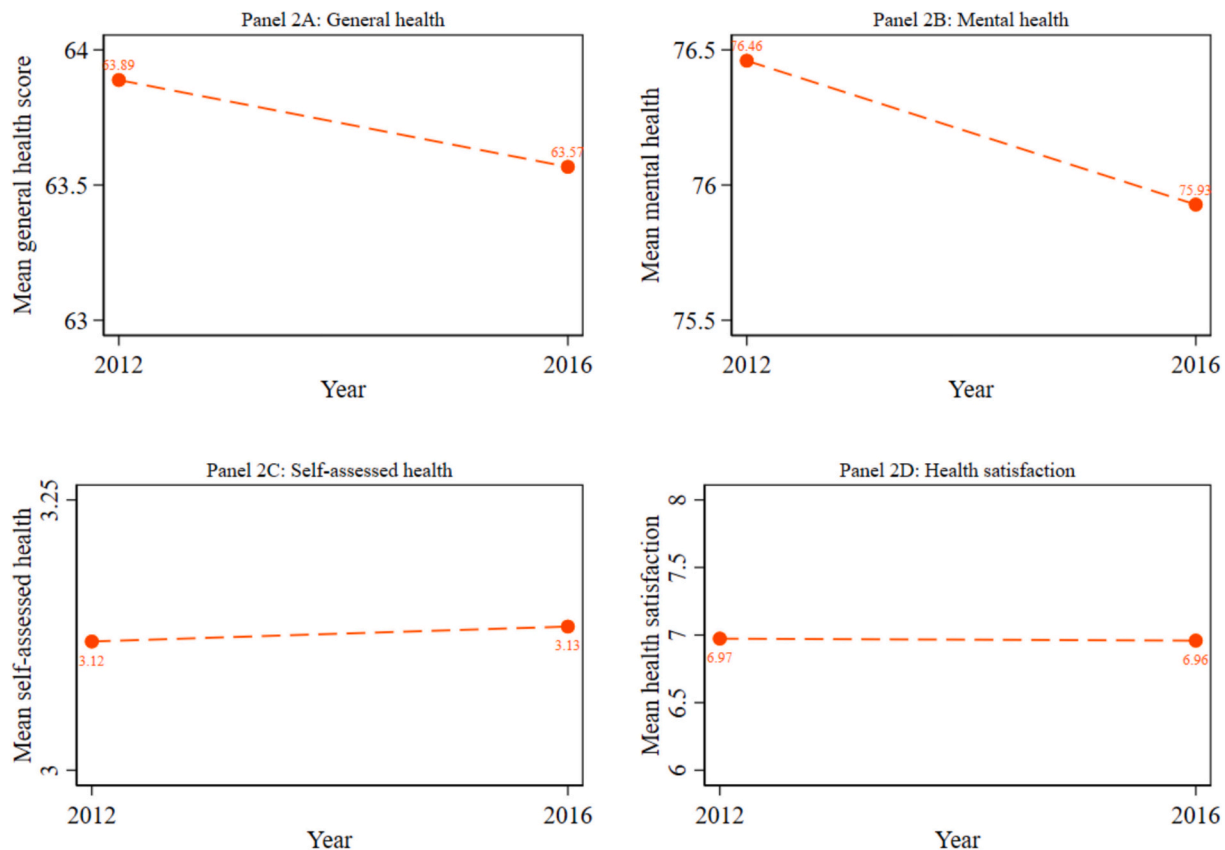 Panel 2A: General health
Mean general health score
64
63.5
63
63.89
63.57
2012
2016
Year
Panel 2B: Mental health
Mean mental health
76.5
76
75.5
76.46
75.93
2012
2016
Year
Panel 2C: Self-assessed health
Mean self-assessed health
3.25
3
3.12
3.13
2012
2016
Year
Panel 2D: Health satisfaction
Mean health satisfaction
8
7.5
7
6.5
6
6.97
6.96
2012
2016
Year